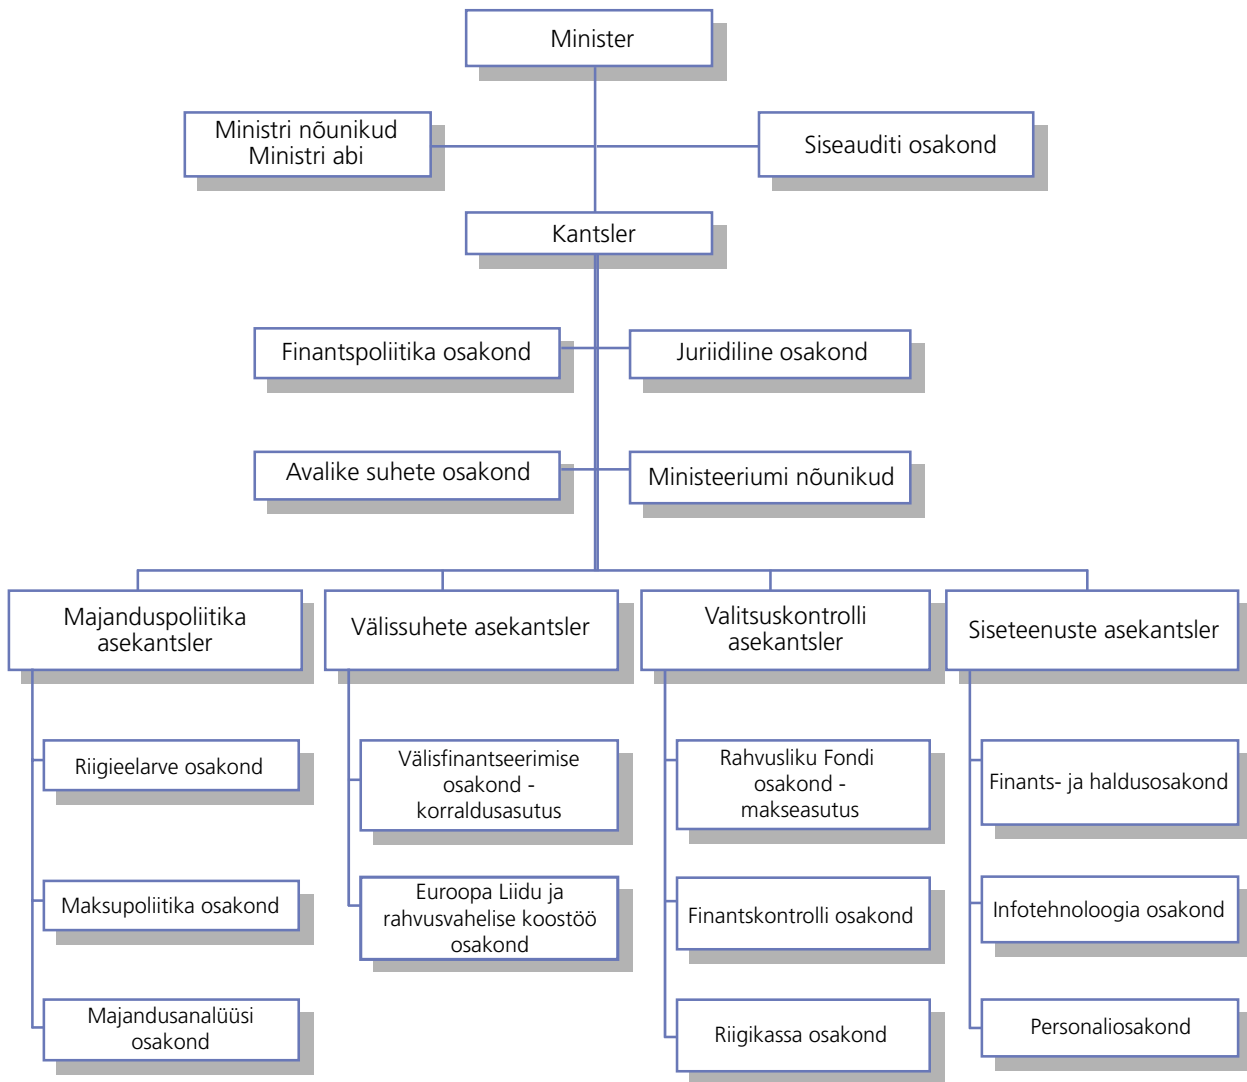 Minister
Ministri nõunikud
Ministri abi
Siseauditi osakond
Kantsler
Finantspoliitika osakond
Juriidiline osakond
Avalike suhete osakond
Ministeeriumi nõunikud
Majanduspoliitika
asekantsler
Välissuhete asekantsler
Valitsuskontrolli
asekantsler
Siseteenuste asekantsler
Riigieelarve osakond
Välisfinantseerimise
osakond -
korraldusasutus
Rahvusliku Fondi
osakond -
makseasutus
Finants- ja haldusosakond
Maksupoliitika osakond
Euroopa Liidu ja
rahvusvahelise koostöö
osakond
Finantskontrolli osakond
Infotehnoloogia osakond
Majandusanalüüsi
osakond
Riigikassa osakond
Personaliosakond